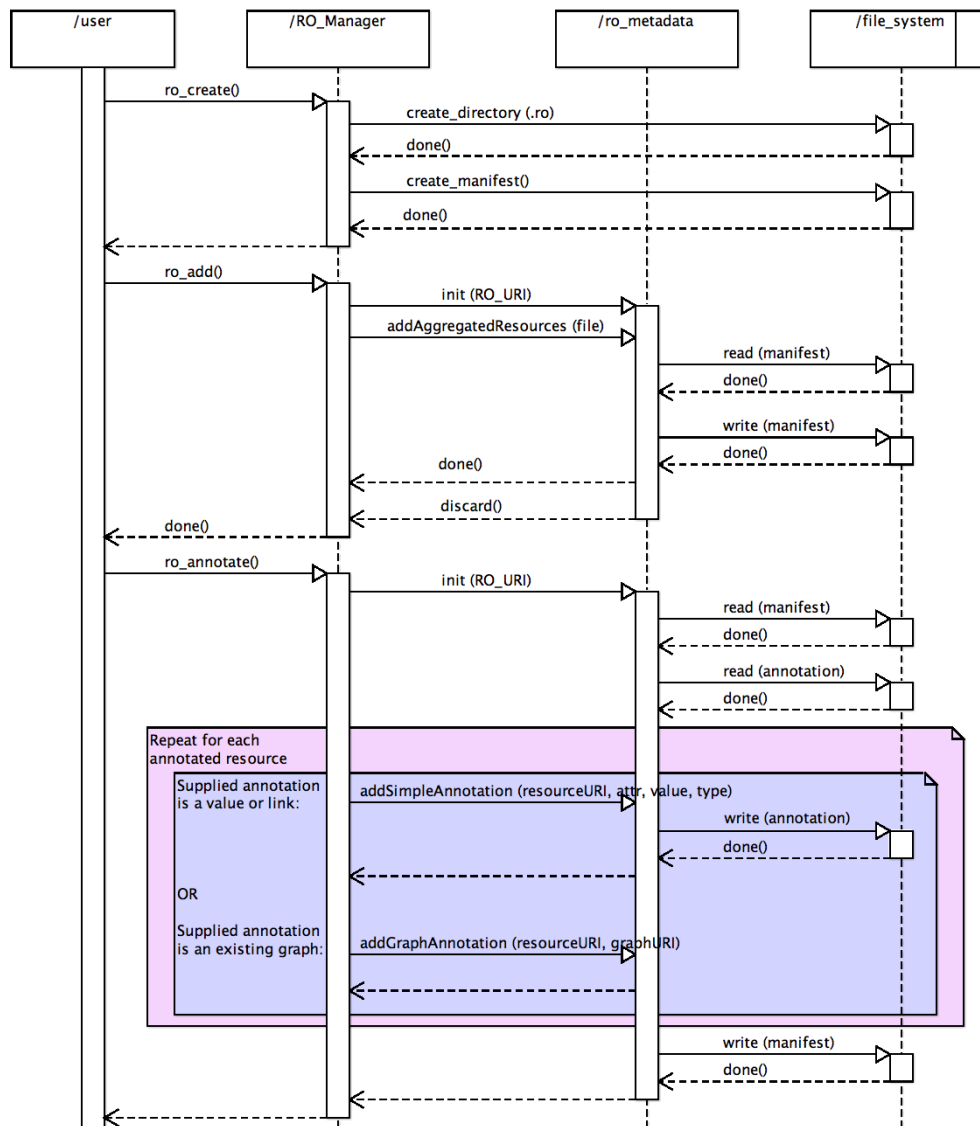 /user
/RO_Manager
/ro_metadata
/file_system
ro_create()
create_directory (.ro)
done()
create_manifest()
done()
ro_add()
init (RO_URI)
addAggregatedResources (file)
read (manifest)
done()
write (manifest)
done()
done()
discard()
done()
ro_annotate()
init (RO_URI)
read (manifest)
done()
read (annotation)
done()
Repeat for each
annotated resource
Supplied annotation
is a value or link:
addSimpleAnnotation (resourceURI, attr, value, type)
write (annotation)
done()
OR
Supplied annotation
is an existing graph:
addGraphAnnotation (resourceURI, graphURI)
write (manifest)
done()